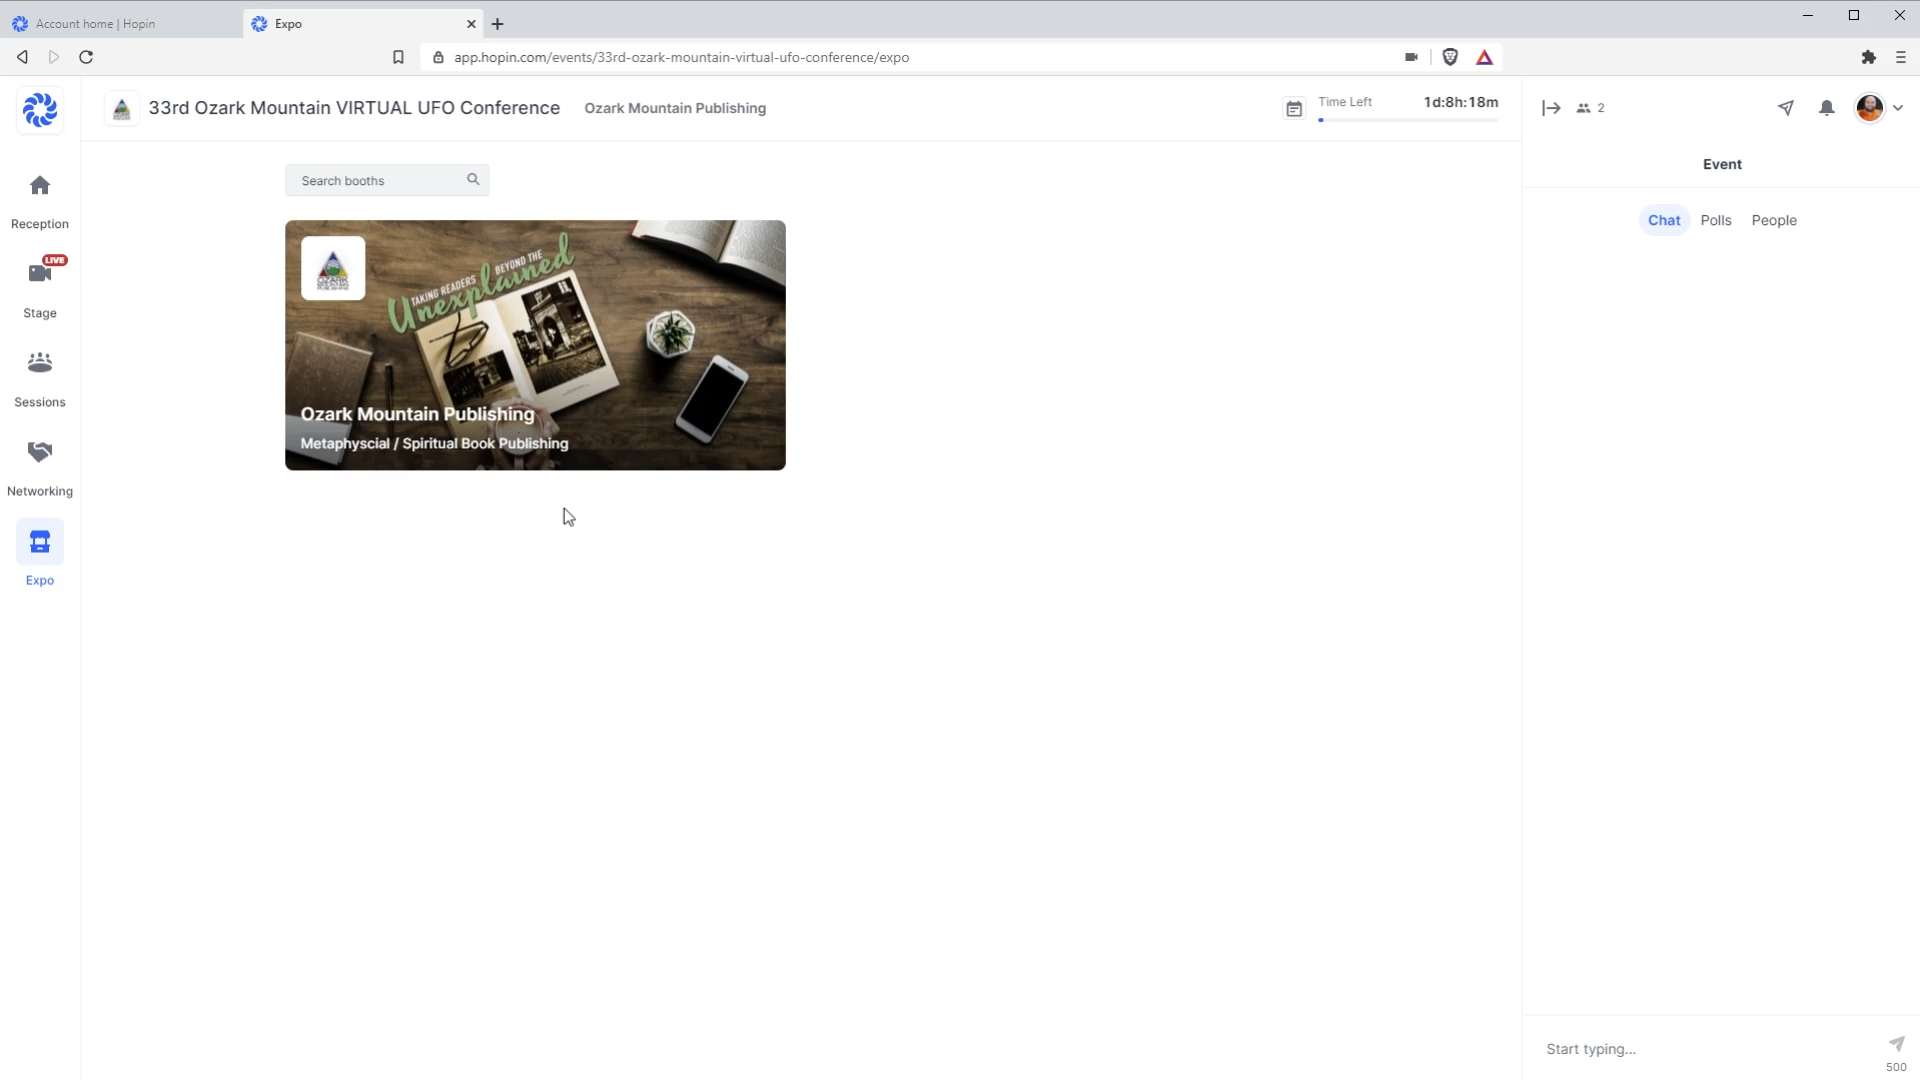 Account home | Hopin
Expo
app.hopin.com/events/33rd-ozark-mountain-virtual-ufo-conference/expo
33rd Ozark Mountain VIRTUAL UFO Conference
Ozark Mountain Publishing
Time Left
1d:8h:18m
2
Reception
LIVE
Stage
Sessions
Networking
Expo
Search booths
OZARK
MOUNTAIN
PUBLISHING
TAKING READERS BEYOND THE
Unexplained
Ozark Mountain Publishing
Metaphyscial / Spiritual Book Publishing
Event
Chat
Polls
People
Start typing...
500